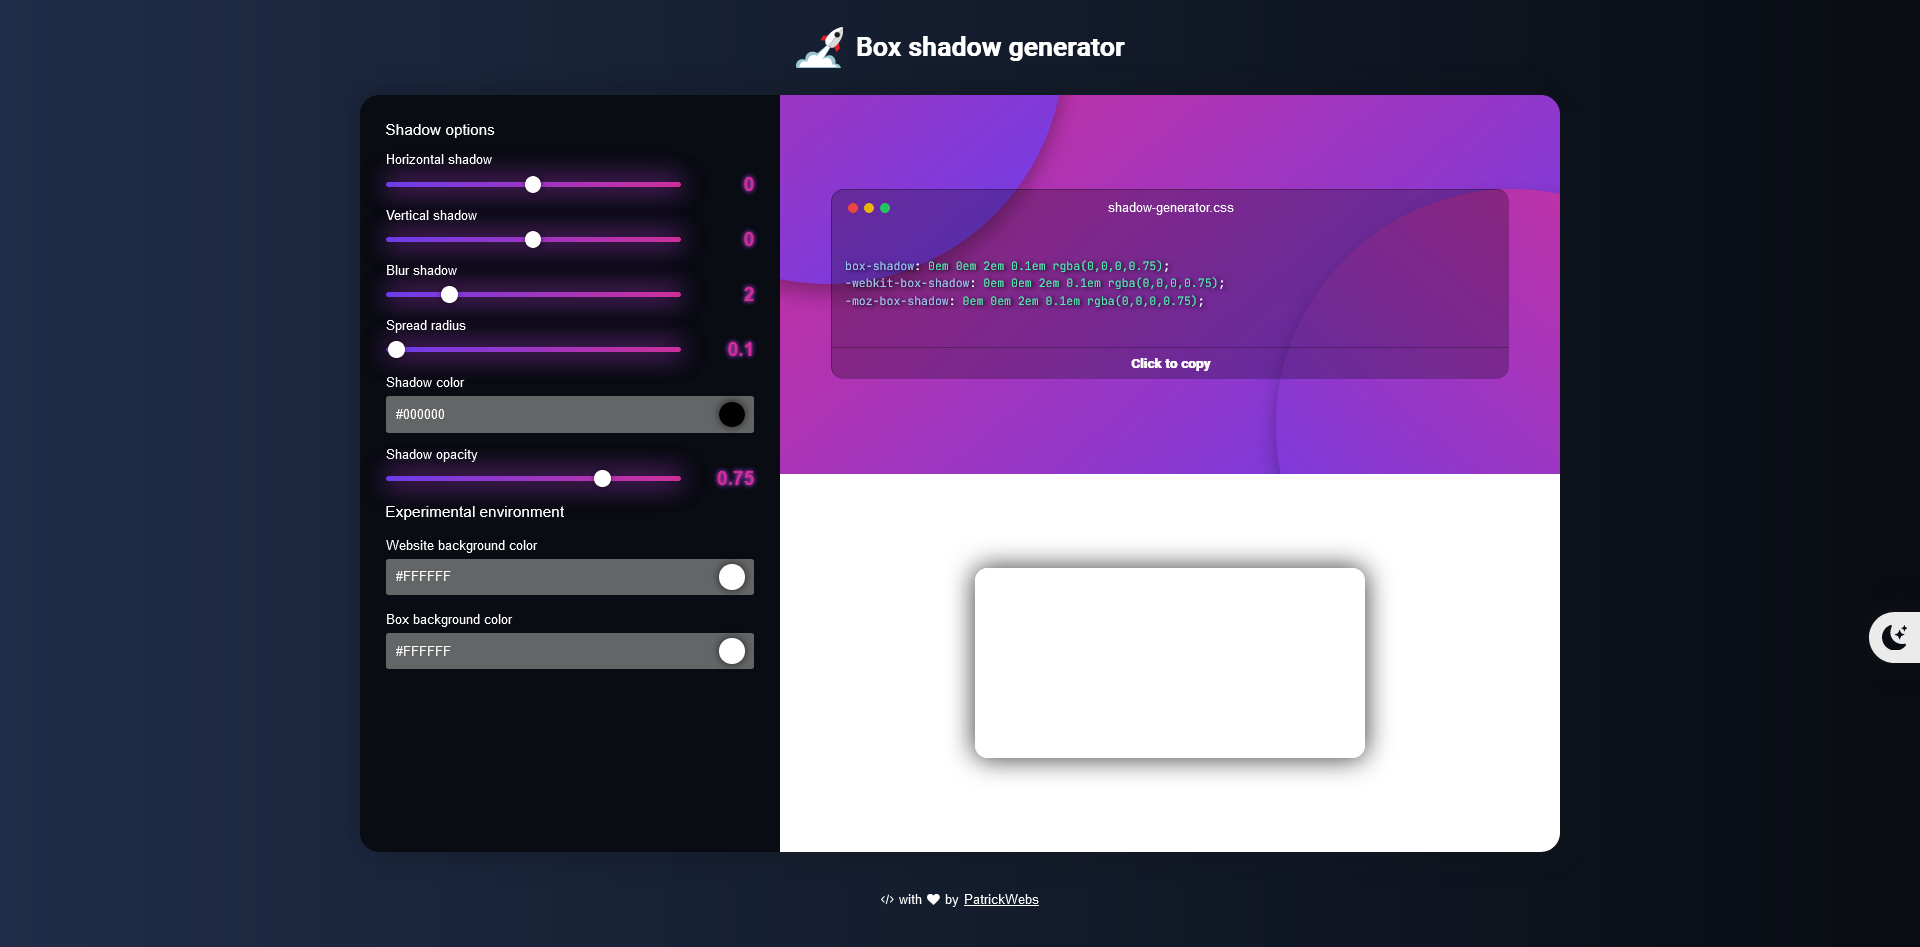 Box shadow generator
Shadow options
Horizontal shadow
0
Vertical shadow
0
Blur shadow
2
Spread radius
0.1
Shadow color
#000000
Shadow opacity
0.75
Experimental environment
Website background color
#FFFFFF
Box background color
#FFFFFF
shadow-generator.css
box-shadow: 0em 0em 2em 0.1em rgba(0,0,0,0.75);
-webkit-box-shadow: 0em 0em 2em 0.1em rgba(0,0,0,0.75);
-moz-box-shadow: 0em 0em 2em 0.1em rgba(0,0,0,0.75);
Click to copy
</> with ♥ by PatrickWebs